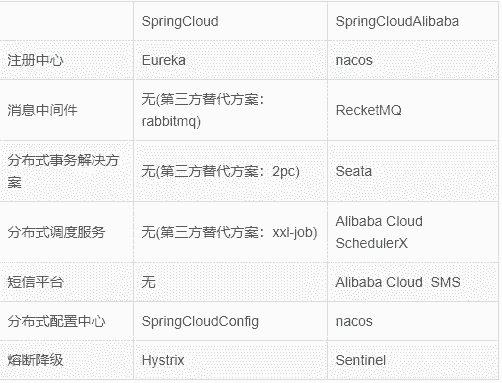 SpringCloud SpringCloudAlibaba
注册中心 Eureka nacos
消息中间件 无(第三方替代方案：rabbitmq) RecketMQ
分布式事务解决方案 无(第三方替代方案：2pc) Seata
分布式调度服务 无(第三方替代方案：xxl-job) Alibaba Cloud SchedulerX
短信平台 无 Alibaba Cloud SMS
分布式配置中心 SpringCloudConfig nacos
熔断降级 Hystrix Sentinel